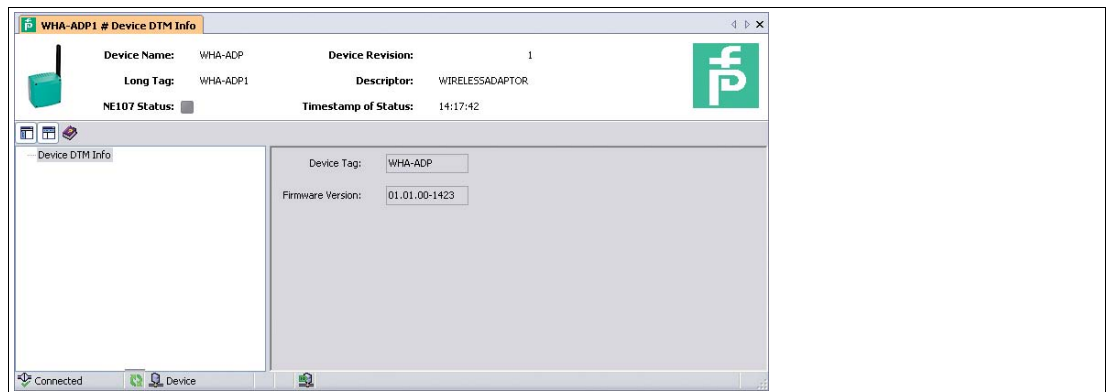 WHA-ADP1 # Device DTM Info
Device Name: WHA-ADP Device Revision: 1
Long Tag: WHA-ADP1 Descriptor: WIRELESSADAPTOR
NE107 Status: Timestamp of Status: 14:17:42
Device DTM Info
Device Tag: WHA-ADP
Firmware Version: 01.01.00-1423
Connected Device